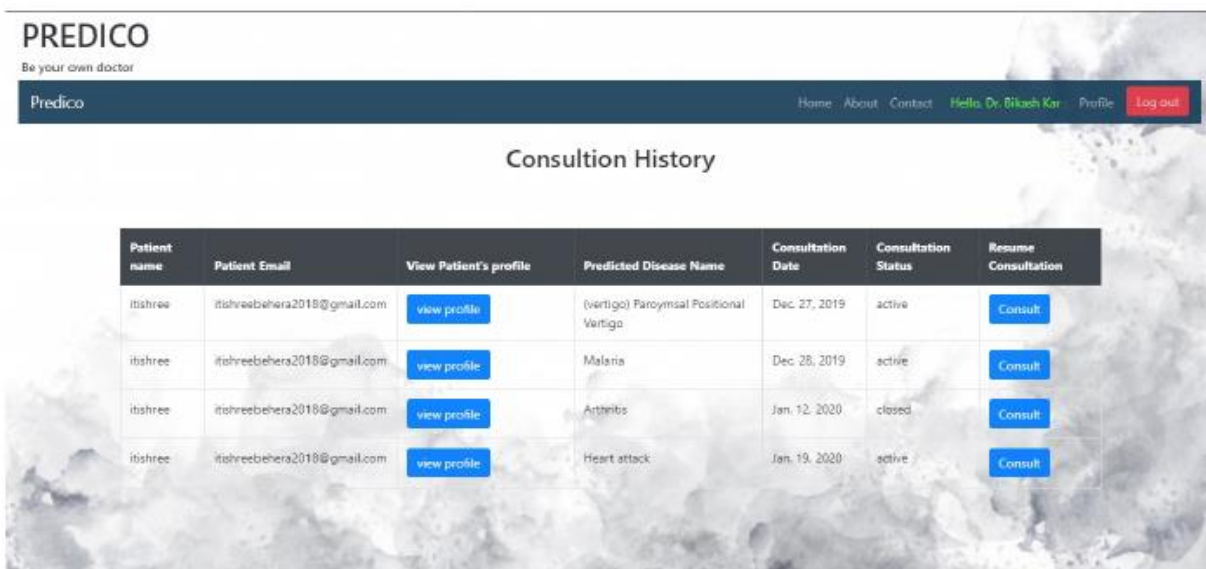 PREDICO
Be your own doctor
Predico Home About Contact Hello, Dr. Bikash Kar Profile Log out
Consultion History
Patient name Patient Email View Patient's profile Predicted Disease Name Consultation Date Consultation Status Resume Consultation
itishree itishreebehera2018@gmail.com view profile (vertigo) Paroymsal Positional Vertigo Dec. 27, 2019 active Consult
itishree itishreebehera2018@gmail.com view profile Malaria Dec. 28, 2019 active Consult
itishree itishreebehera2018@gmail.com view profile Arthritis Jan. 12, 2020 closed Consult
itishree itishreebehera2018@gmail.com view profile Heart attack Jan. 19, 2020 active Consult